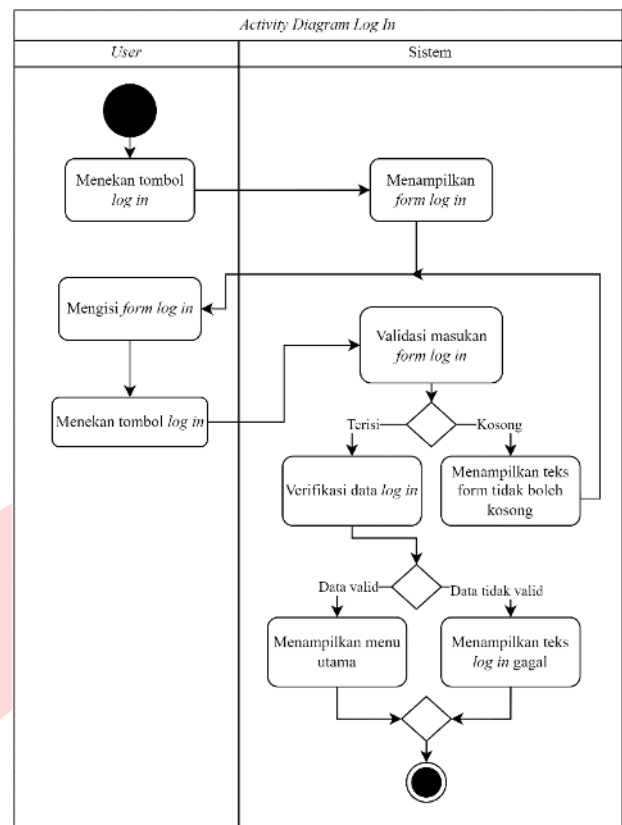 Activity Diagram Log In
User
Sistem
Menekan tombol
log in
Menampilkan
form log in
Mengisi form log in
Validasi masukan
form log in
Menekan tombol log in
Terisi
Kosong
Verifikasi data log in
Menampilkan teks
form tidak boleh
kosong
Data valid
Data tidak valid
Menampilkan menu
utama
Menampilkan teks
log in gagal